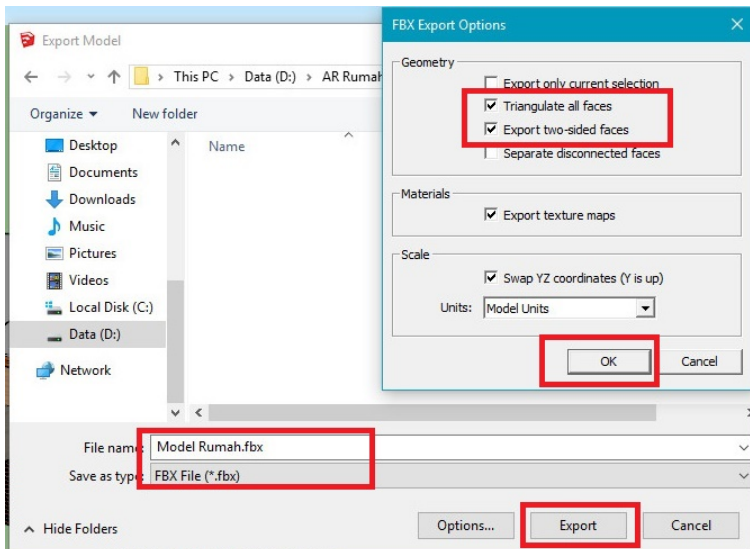 Export Model
This PC > Data (D:) > AR Rumah
Organize
New folder
Desktop
Documents
Downloads
Music
Pictures
Videos
Local Disk (C:)
Data (D:)
Network
Name
FBX Export Options
Geometry
Export only current selection
Triangulate all faces
Export two-sided faces
Separate disconnected faces
Materials
Export texture maps
Scale
Swap YZ coordinates (Y is up)
Units: Model Units
OK
Cancel
File name: Model Rumah.fbx
Save as type: FBX File (*.fbx)
Hide Folders
Options...
Export
Cancel